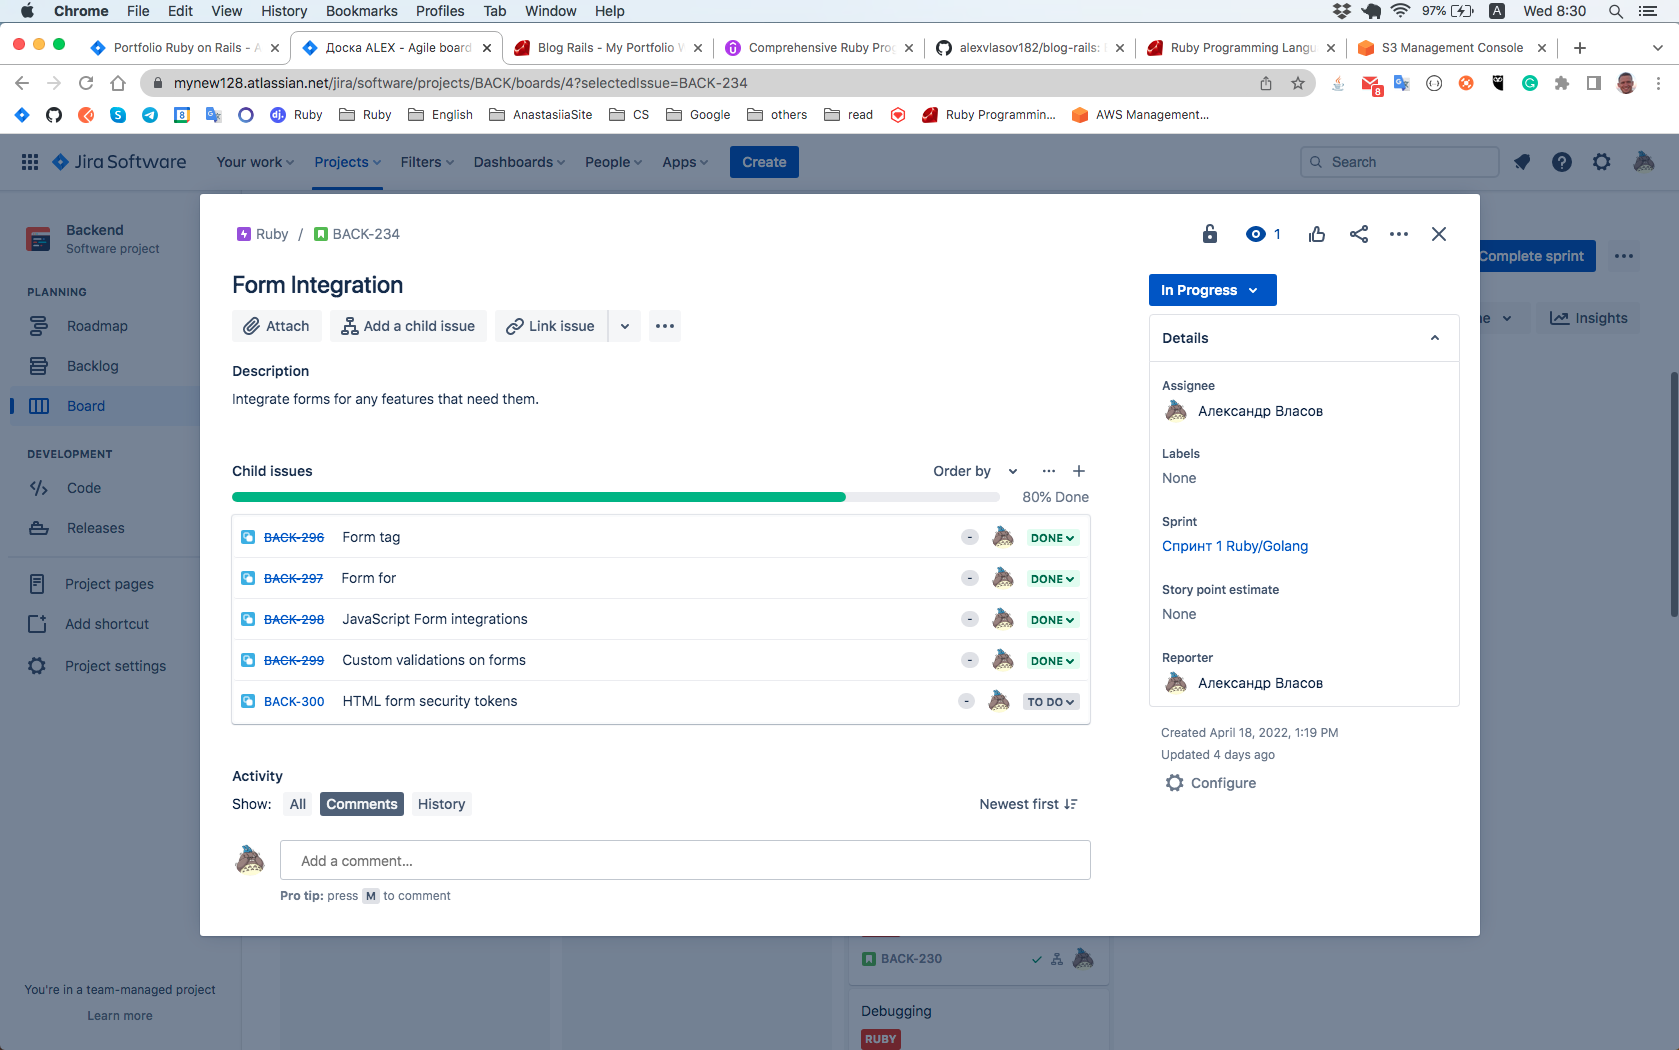 Chrome File Edit View History Bookmarks Profiles Tab Window Help 97% A Wed 8:30
Portfolio Ruby on Rails - Доска ALEX - Agile board Blog Rails - My Portfolio Comprehensive Ruby alexvlasov182/blog-rails: Ruby Programming S3 Management Console
mynew128.atlassian.net/jira/software/projects/BACK/boards/4?selectedIssue=BACK-234 8
Ruby Ruby English AnastasiiaSite CS Google others read Ruby Programmin... AWS Management...
Jira Software Your work Projects Filters Dashboards People Apps Create Search
Backend
Software project
PLANNING
Roadmap
Backlog
Board
DEVELOPMENT
Code
Releases
Project pages
Add shortcut
Project settings
You're in a team-managed project
Learn more
Complete sprint
Insights
Ruby / BACK-234 1
Form Integration
Attach Add a child issue Link issue
Description
Integrate forms for any features that need them.
Child issues Order by
80% Done
BACK-296 Form tag - DONE
BACK-297 Form for - DONE
BACK-298 JavaScript Form integrations - DONE
BACK-299 Custom validations on forms - DONE
BACK-300 HTML form security tokens - TO DO
Activity
Show: All Comments History Newest first
Add a comment...
Pro tip: press M to comment
In Progress
Details
Assignee
Александр Власов
Labels
None
Sprint
Спринт 1 Ruby/Golang
Story point estimate
None
Reporter
Александр Власов
Created April 18, 2022, 1:19 PM
Updated 4 days ago
Configure
BACK-230
Debugging
RUBY